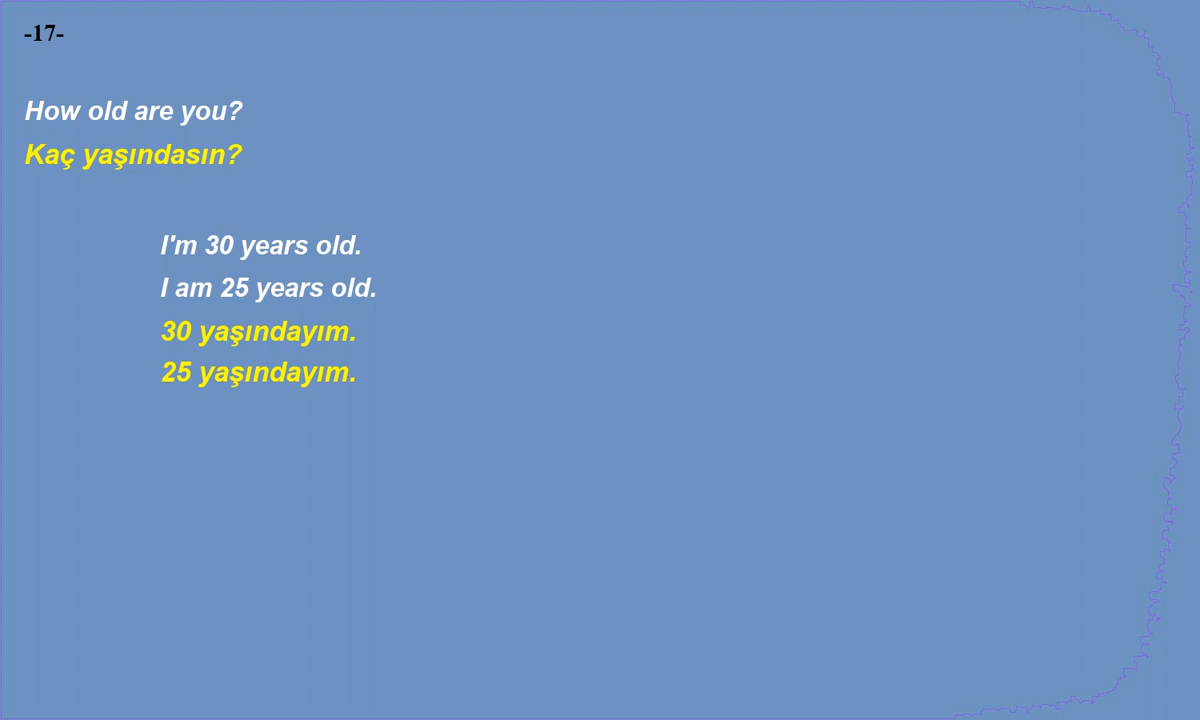 -17-
How old are you?
Kaç yaşındasın?
I'm 30 years old.
I am 25 years old.
30 yaşındayım.
25 yaşındayım.